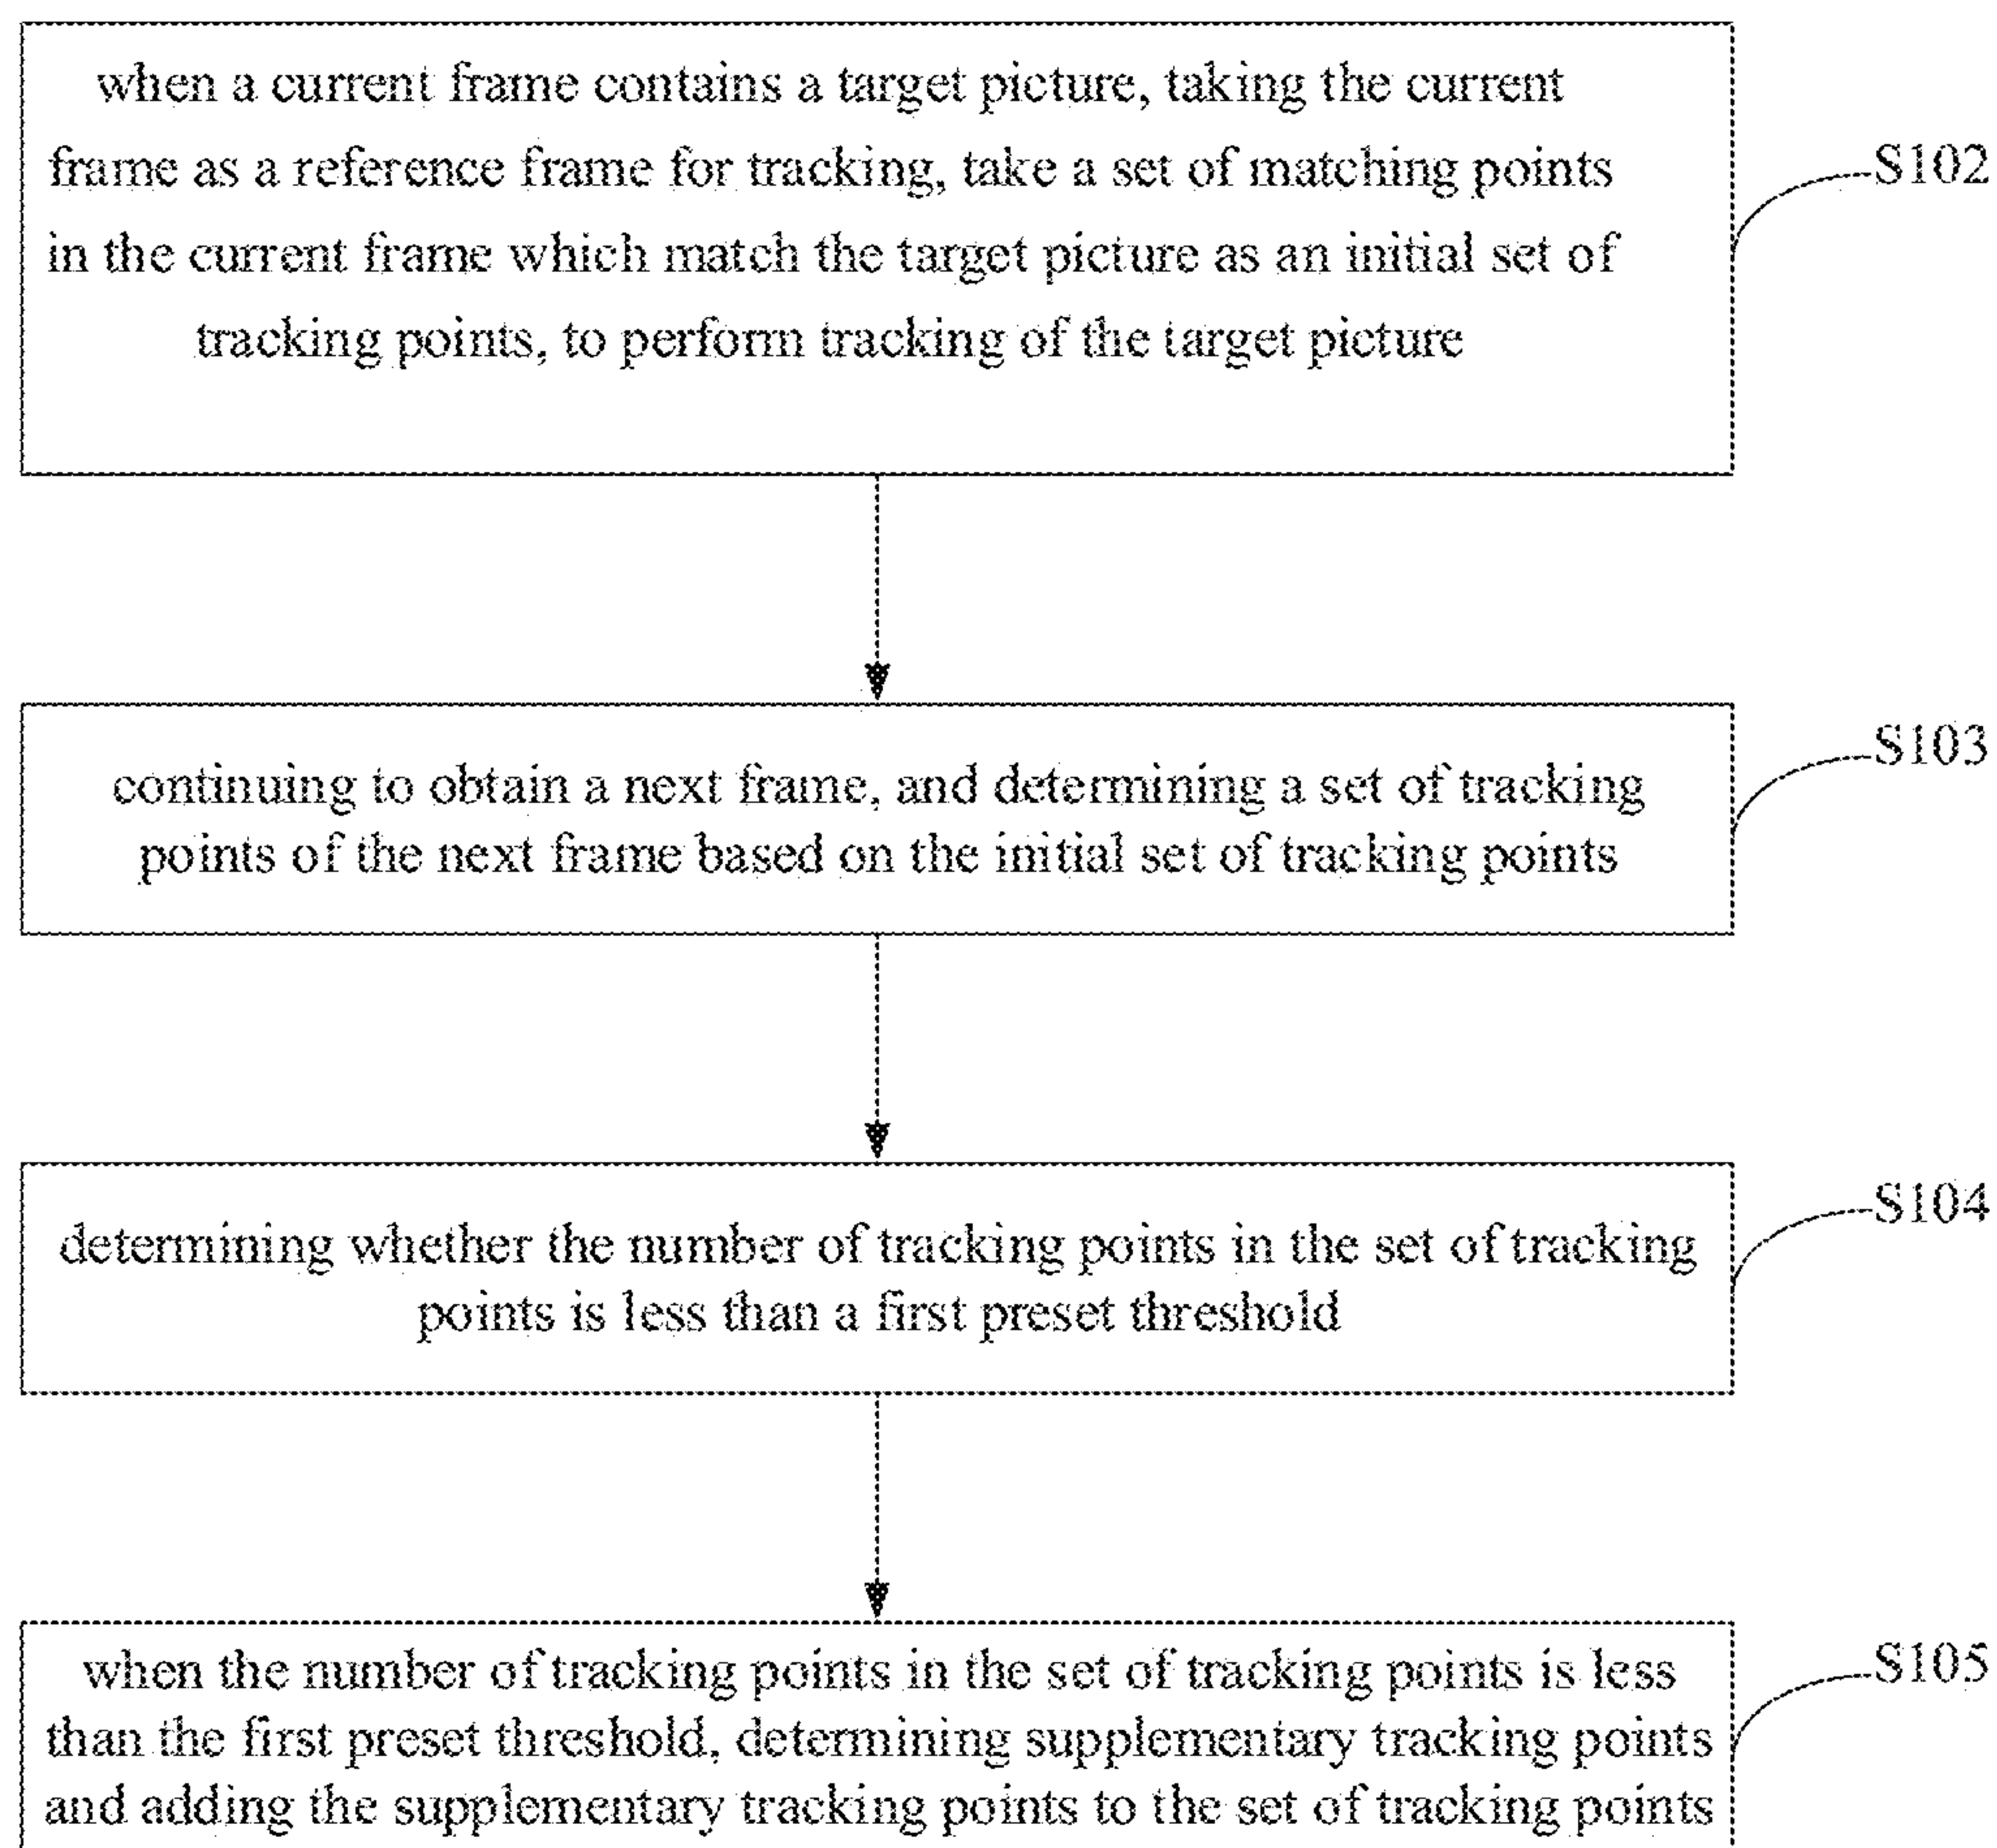 when a current frame contains a target picture, taking the current
frame as a reference frame for tracking, take a set of matching points
in the current frame which match the target picture as an initial set of
tracking points, to perform tracking of the target picture
S102
continuing to obtain a next frame, and determining a set of tracking
points of the next frame based on the initial set of tracking points
S103
determining whether the number of tracking points in the set of tracking
points is less than a first preset threshold
S104
when the number of tracking points in the set of tracking points is less
than the first preset threshold, determining supplementary tracking points
and adding the supplementary tracking points to the set of tracking points
S105